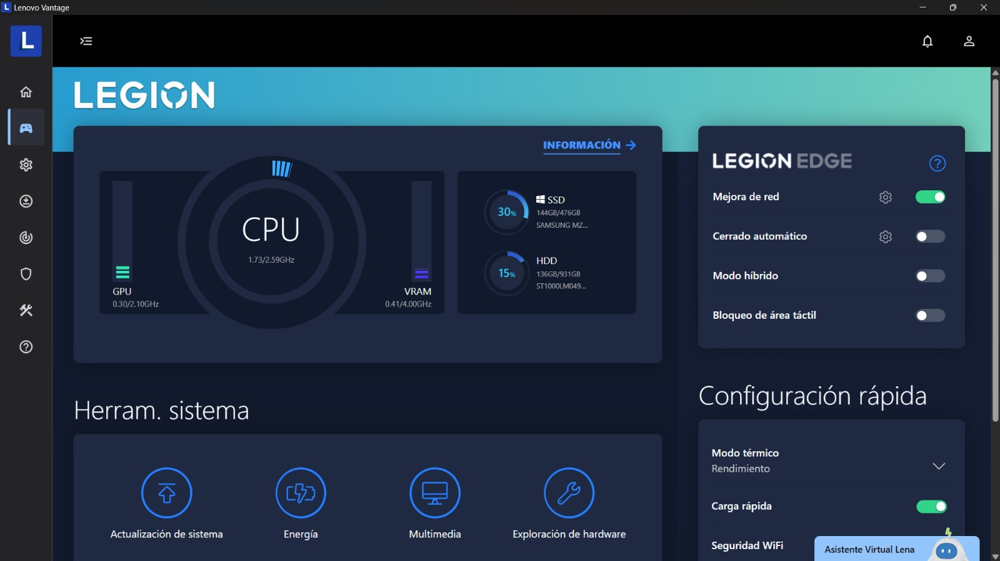 Lenovo Vantage
L
LEGION
INFORMACIÓN
CPU
1.73/2.59GHz
GPU
0.30/2.10GHz
VRAM
0.41/4.00GHz
30%
SSD
144GB/476GB
SAMSUNG MZ...
15%
HDD
136GB/931GB
ST1000LM049...
LEGION EDGE
Mejora de red
Cerrado automático
Modo híbrido
Bloqueo de área táctil
Herram. sistema
Actualización de sistema
Energía
Multimedia
Exploración de hardware
Configuración rápida
Modo térmico
Rendimiento
Carga rápida
Seguridad WiFi
Asistente Virtual Lena